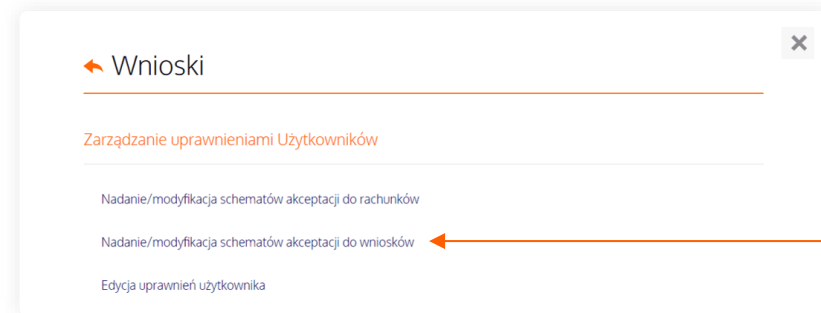 Wnioski
Zarządzanie uprawnieniami Użytkowników
Nadanie/modyfikacja schematów akceptacji do rachunków
Nadanie/modyfikacja schematów akceptacji do wniosków
Edycja uprawnień użytkownika